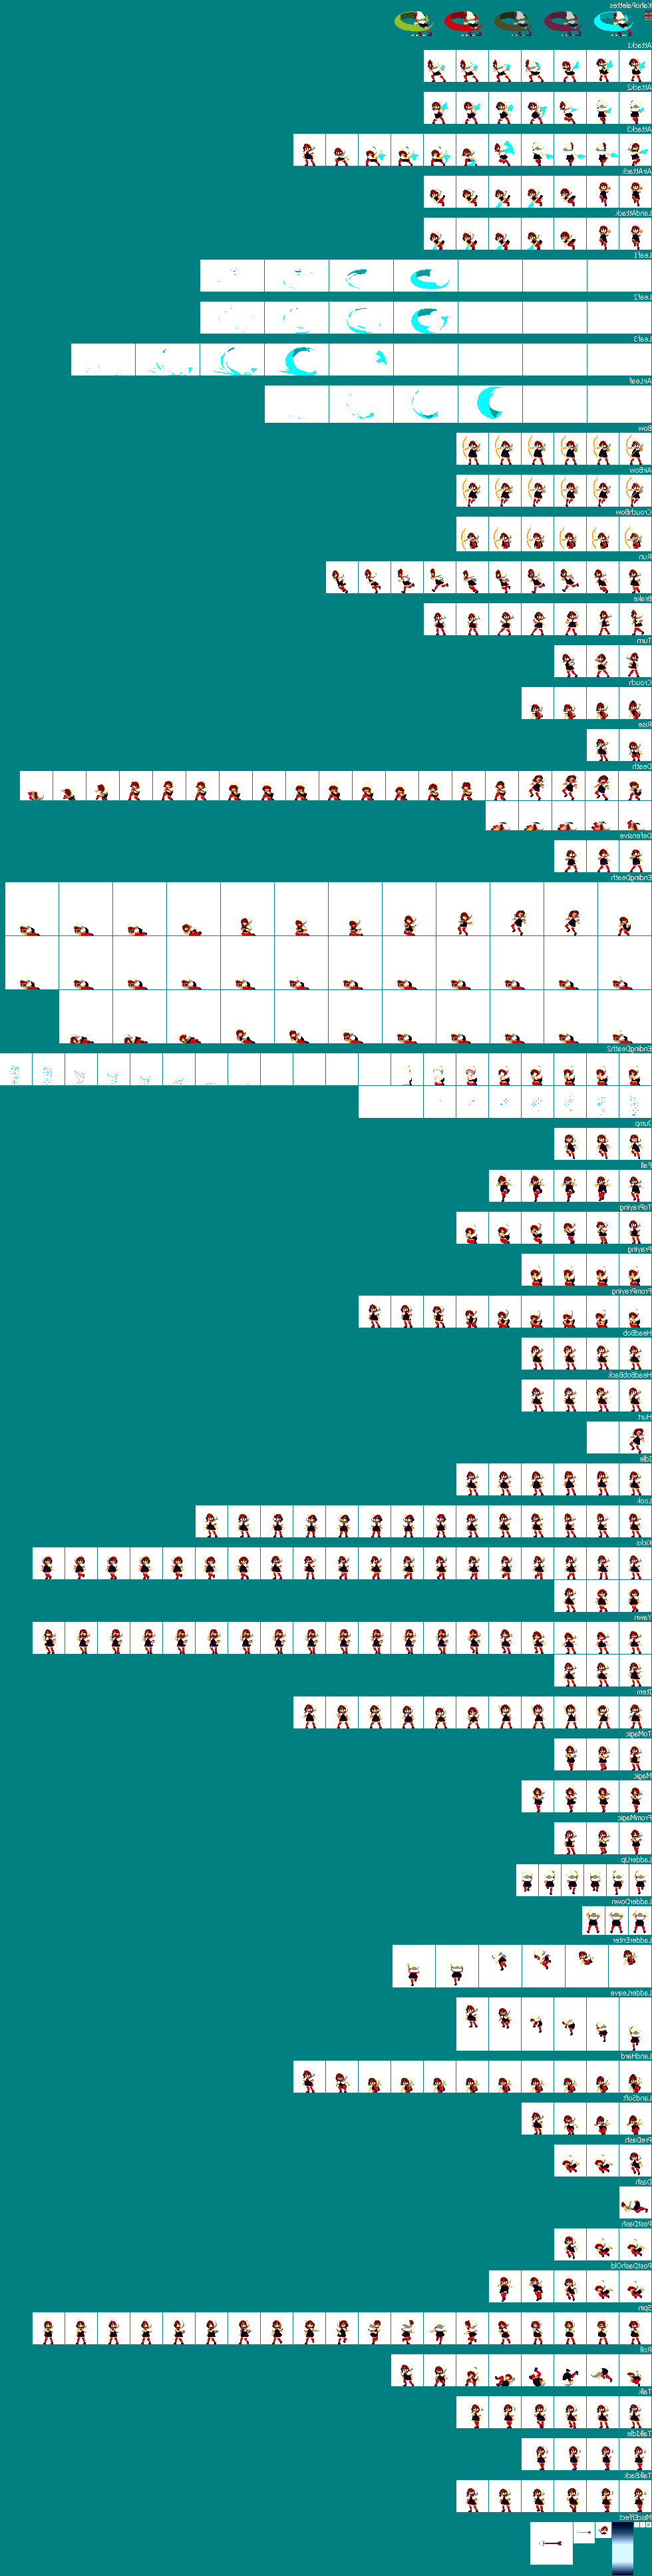 KahoPalettes
Attack1
Attack2
Attack3
AirAttack
LandAttack
Leaf1
Leaf2
Leaf3
AirLeaf
Bow
AirBow
CrouchBow
Run
Brake
Turn
Crouch
Rise
Death
Defensive
EndingDeath
EndingDeath2
Jump
Fall
ToPraying
Praying
FromPraying
HeadBob
HeadBobBack
Hurt
Idle
Look
Kicks
Yawn
Item
ToMagic
Magic
FromMagic
LadderUp
LadderDown
LadderEnter
LadderLeave
LandHard
LandSoft
PreDash
Dash
PostDash
PostDashOld
Spin
Roll
Talk
TalkIdle
TalkBack
MiscEffect